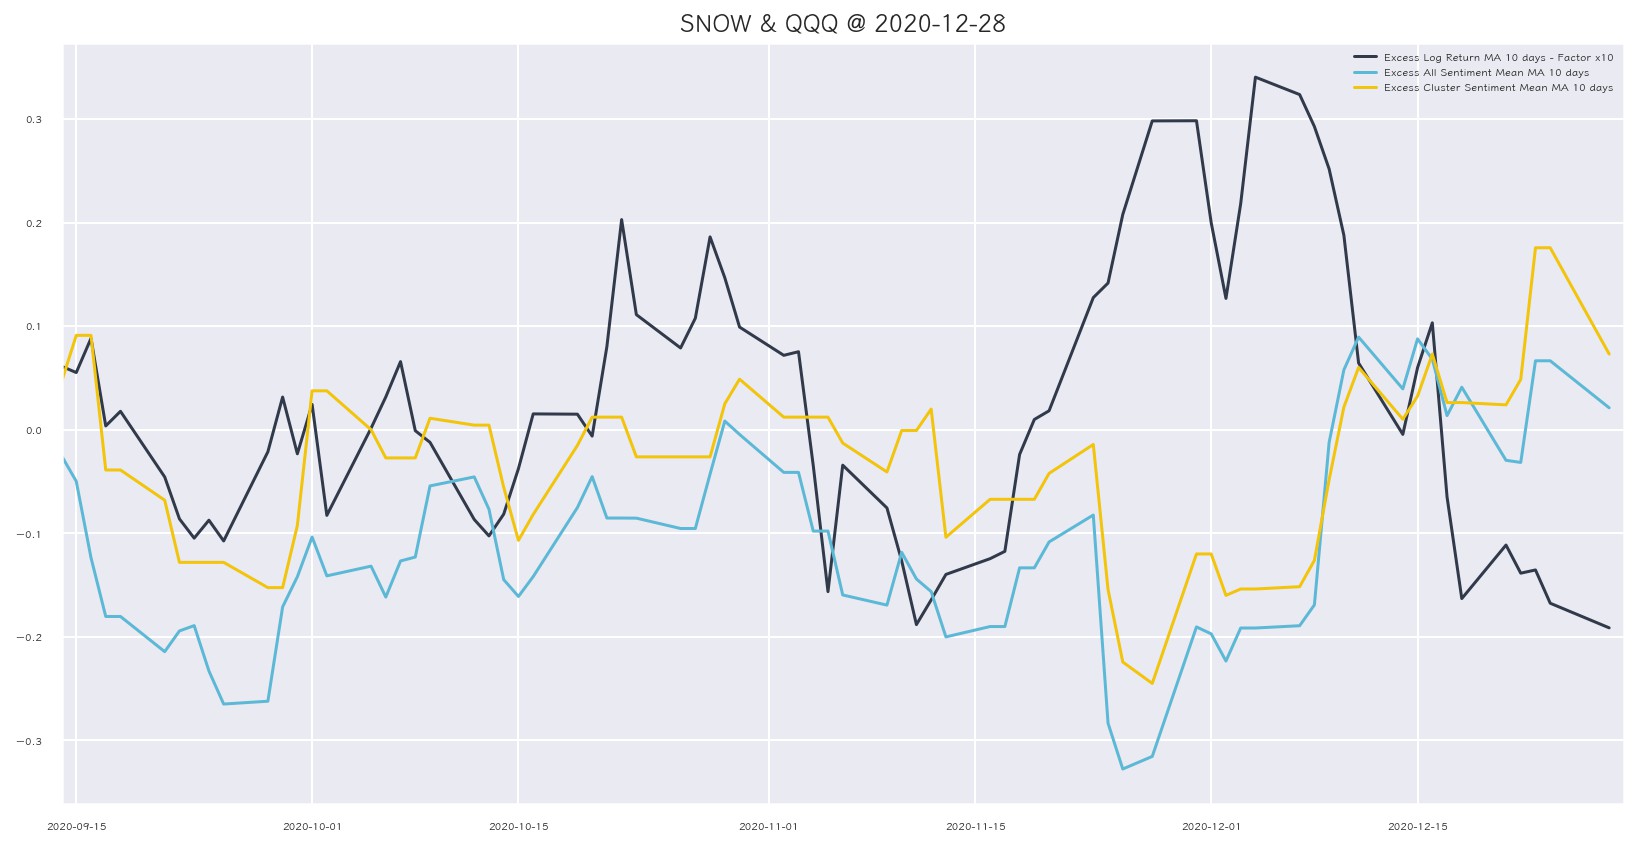 SNOW & QQQ @ 2020-12-28
Excess Log Return MA 10 days - Factor x10
Excess All Sentiment Mean MA 10 days
Excess Cluster Sentiment Mean MA 10 days
0.3
0.2
0.1
0.0
−0.1
−0.2
−0.3
2020-09-15 2020-10-01 2020-10-15 2020-11-01 2020-11-15 2020-12-01 2020-12-15